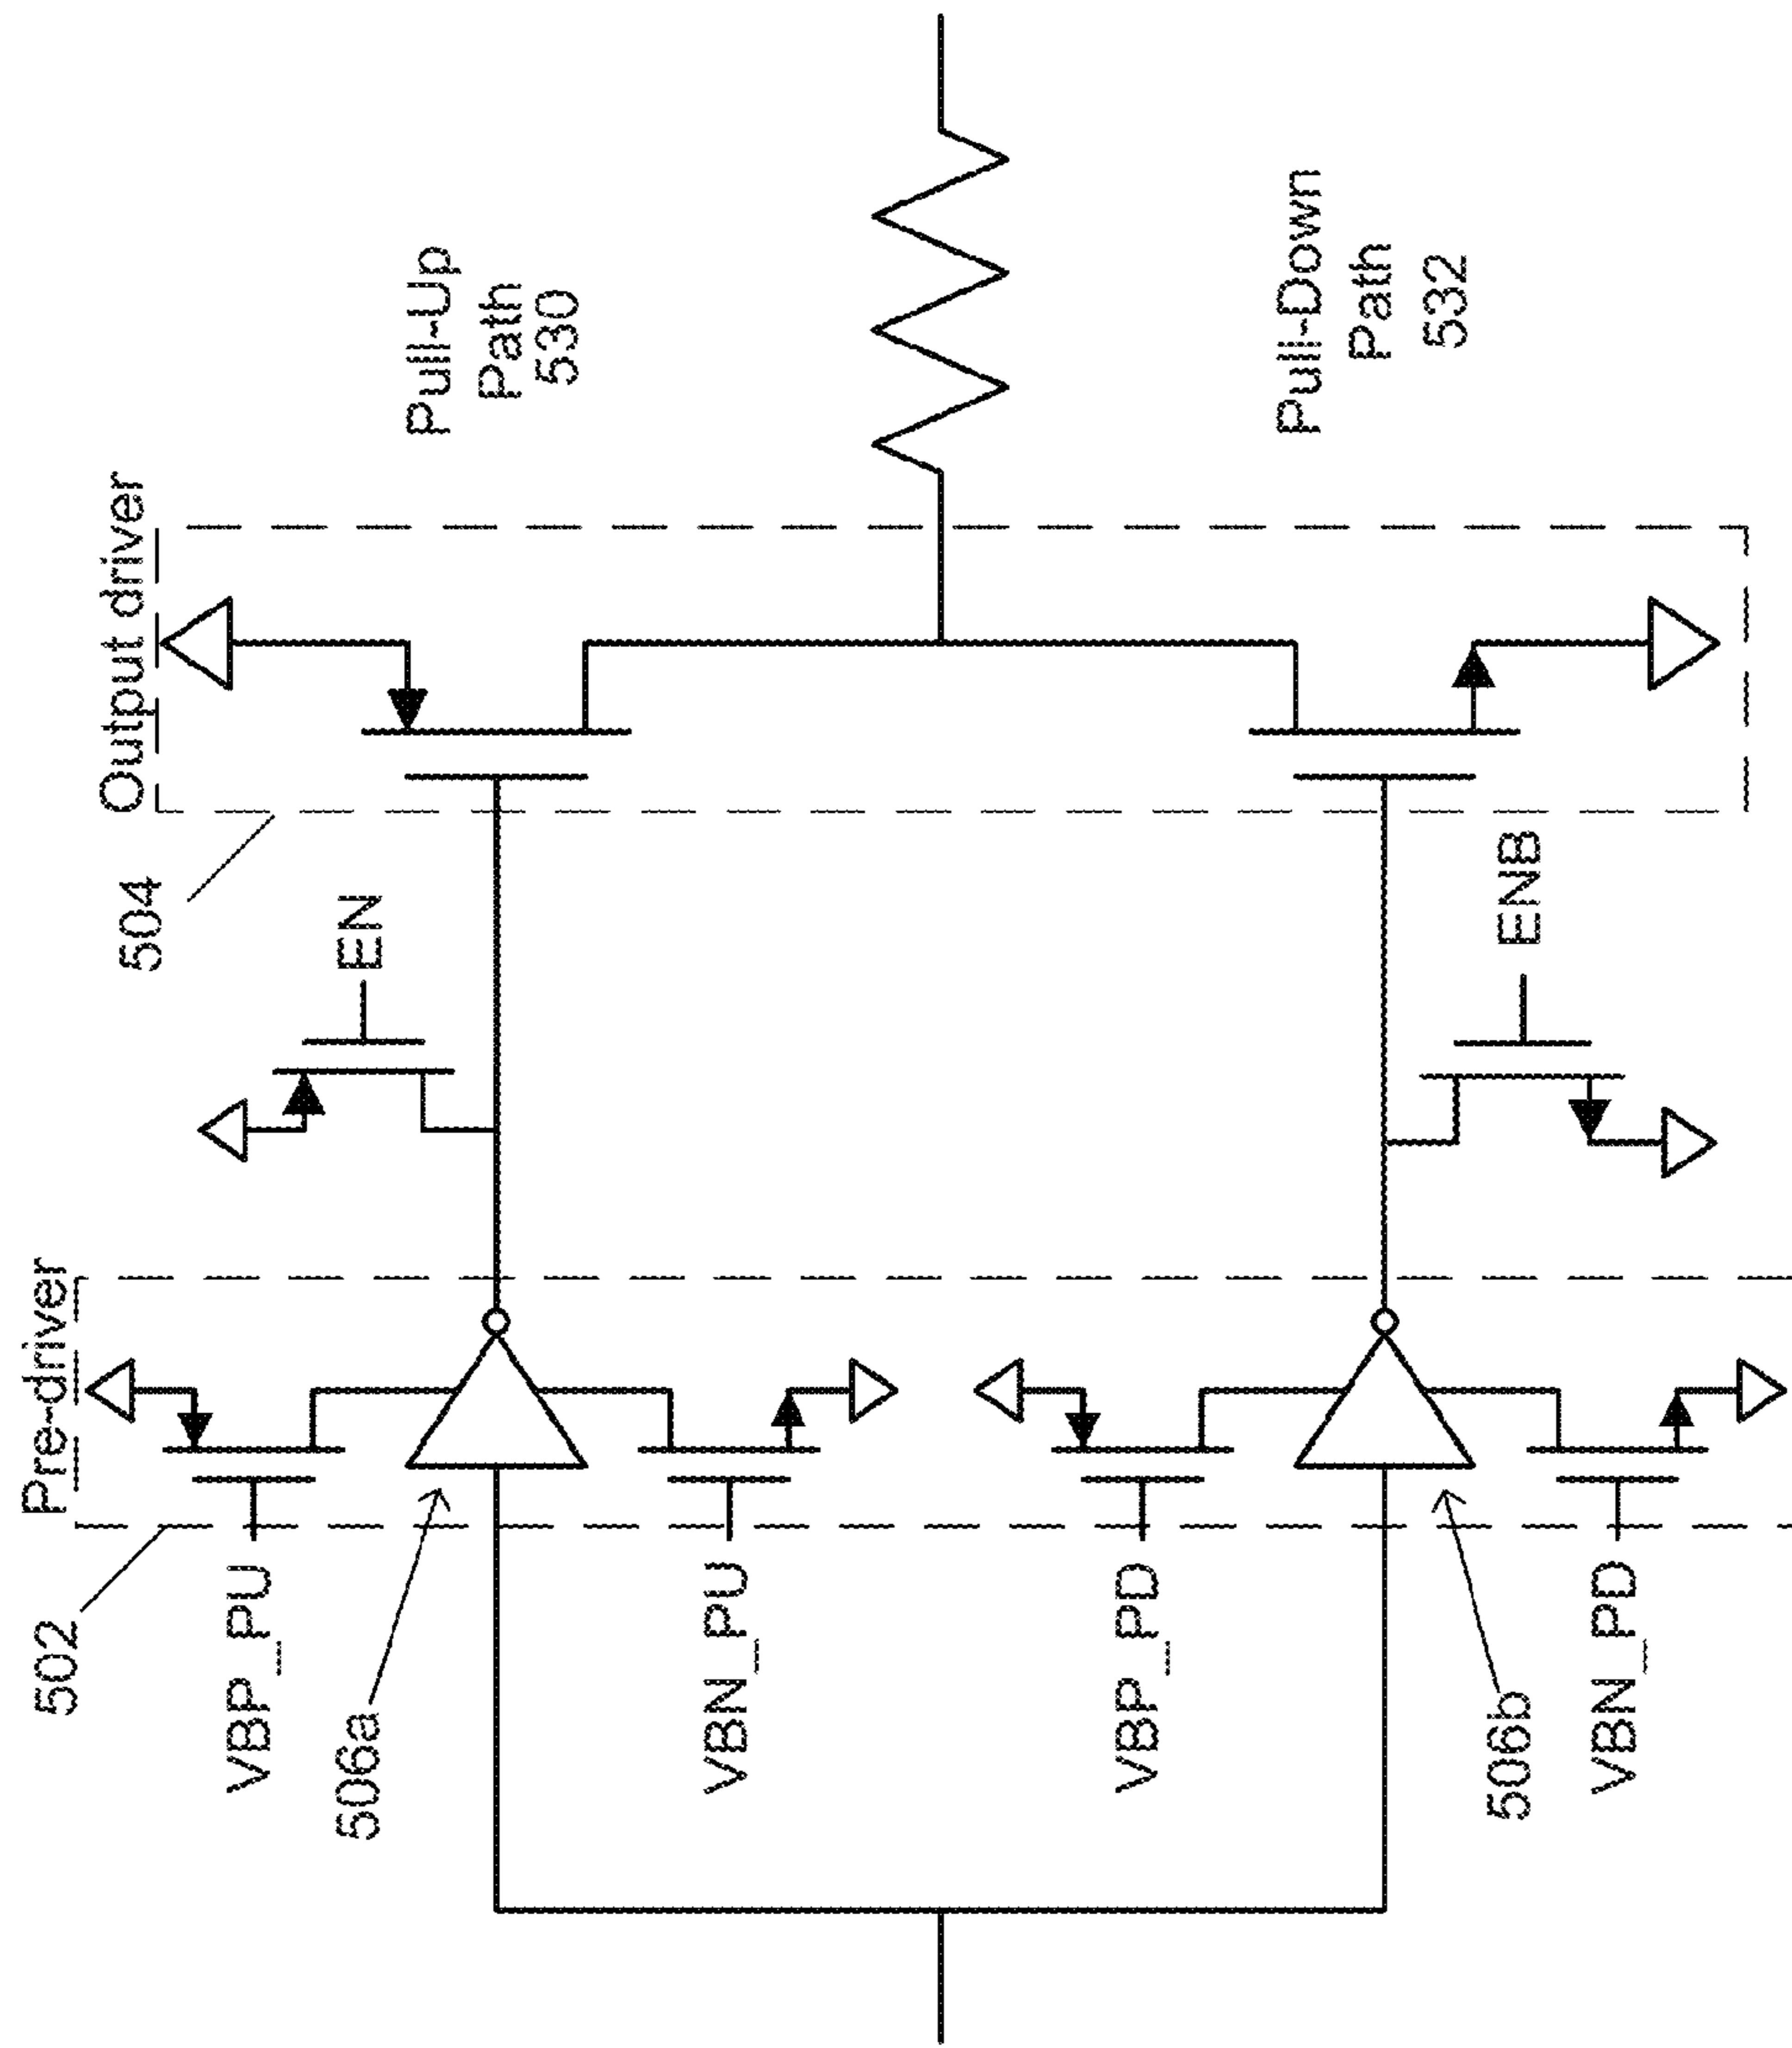 Pre-driver
502
VBP_PU
506a
VBN_PU
VBP_PD
506b
VBN_PD
EN
ENB
Output driver
504
Pull-Up
Path
530
Pull-Down
Path
532